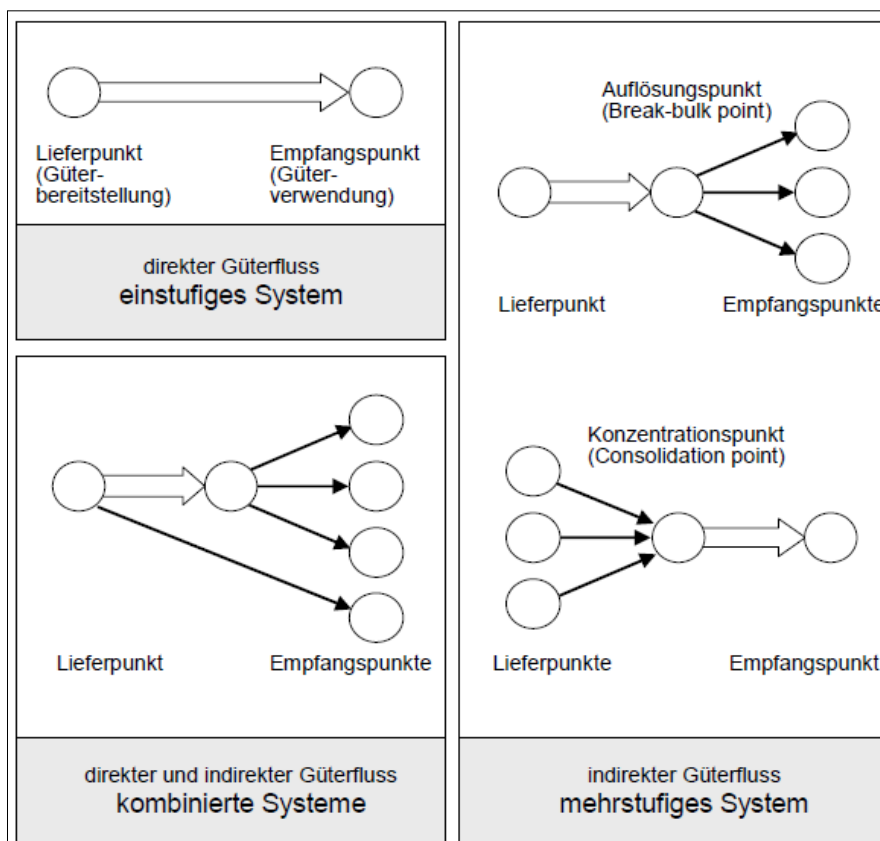 Lieferpunkt
(Güter-
bereitstellung)
Empfangspunkt
(Güter-
verwendung)
direkter Güterfluss
einstufiges System
Auflösungspunkt
(Break-bulk point)
Lieferpunkt
Empfangspunkte
Konzentrationspunkt
(Consolidation point)
Lieferpunkte
Empfangspunkt
indirekter Güterfluss
mehrstufiges System
Lieferpunkt
Empfangspunkte
direkter und indirekter Güterfluss
kombinierte Systeme